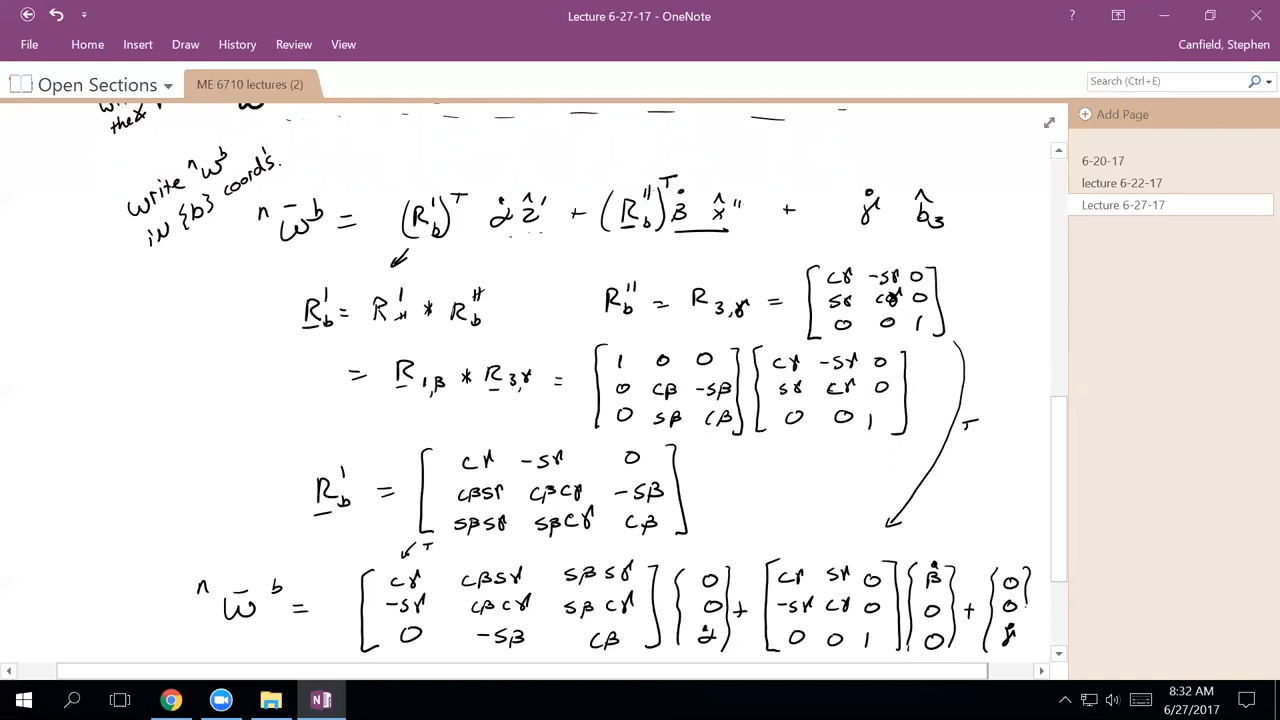 Lecture 6-27-17 - OneNote
File Home Insert Draw History Review View
Canfield, Stephen
Open Sections ME 6710 lectures (2)
Search (Ctrl+E)
Add Page
6-20-17
lecture 6-22-17
Lecture 6-27-17
write ⁿω^b
in {b} coord's.
ⁿω̄^b = (R'_b)^T α̇ ẑ' + (R''_b)^T β̇ x̂'' + γ̇ b̂₃
R'_b = R'_'' * R''_b
R''_b = R_3,γ = [cγ -sγ 0; sγ cγ 0; 0 0 1]
= R_1,β * R_3,γ = [1 0 0; 0 cβ -sβ; 0 sβ cβ] [cγ -sγ 0; sγ cγ 0; 0 0 1]
T
R'_b = [cγ -sγ 0; cβsγ cβcγ -sβ; sβsγ sβcγ cβ]
T
ⁿω̄^b = [cγ cβsγ sβsγ; -sγ cβcγ sβcγ; 0 -sβ cβ] {0; 0; α̇} + [cγ sγ 0; -sγ cγ 0; 0 0 1] {β̇; 0; 0} + {0; 0; γ̇}
8:32 AM
6/27/2017